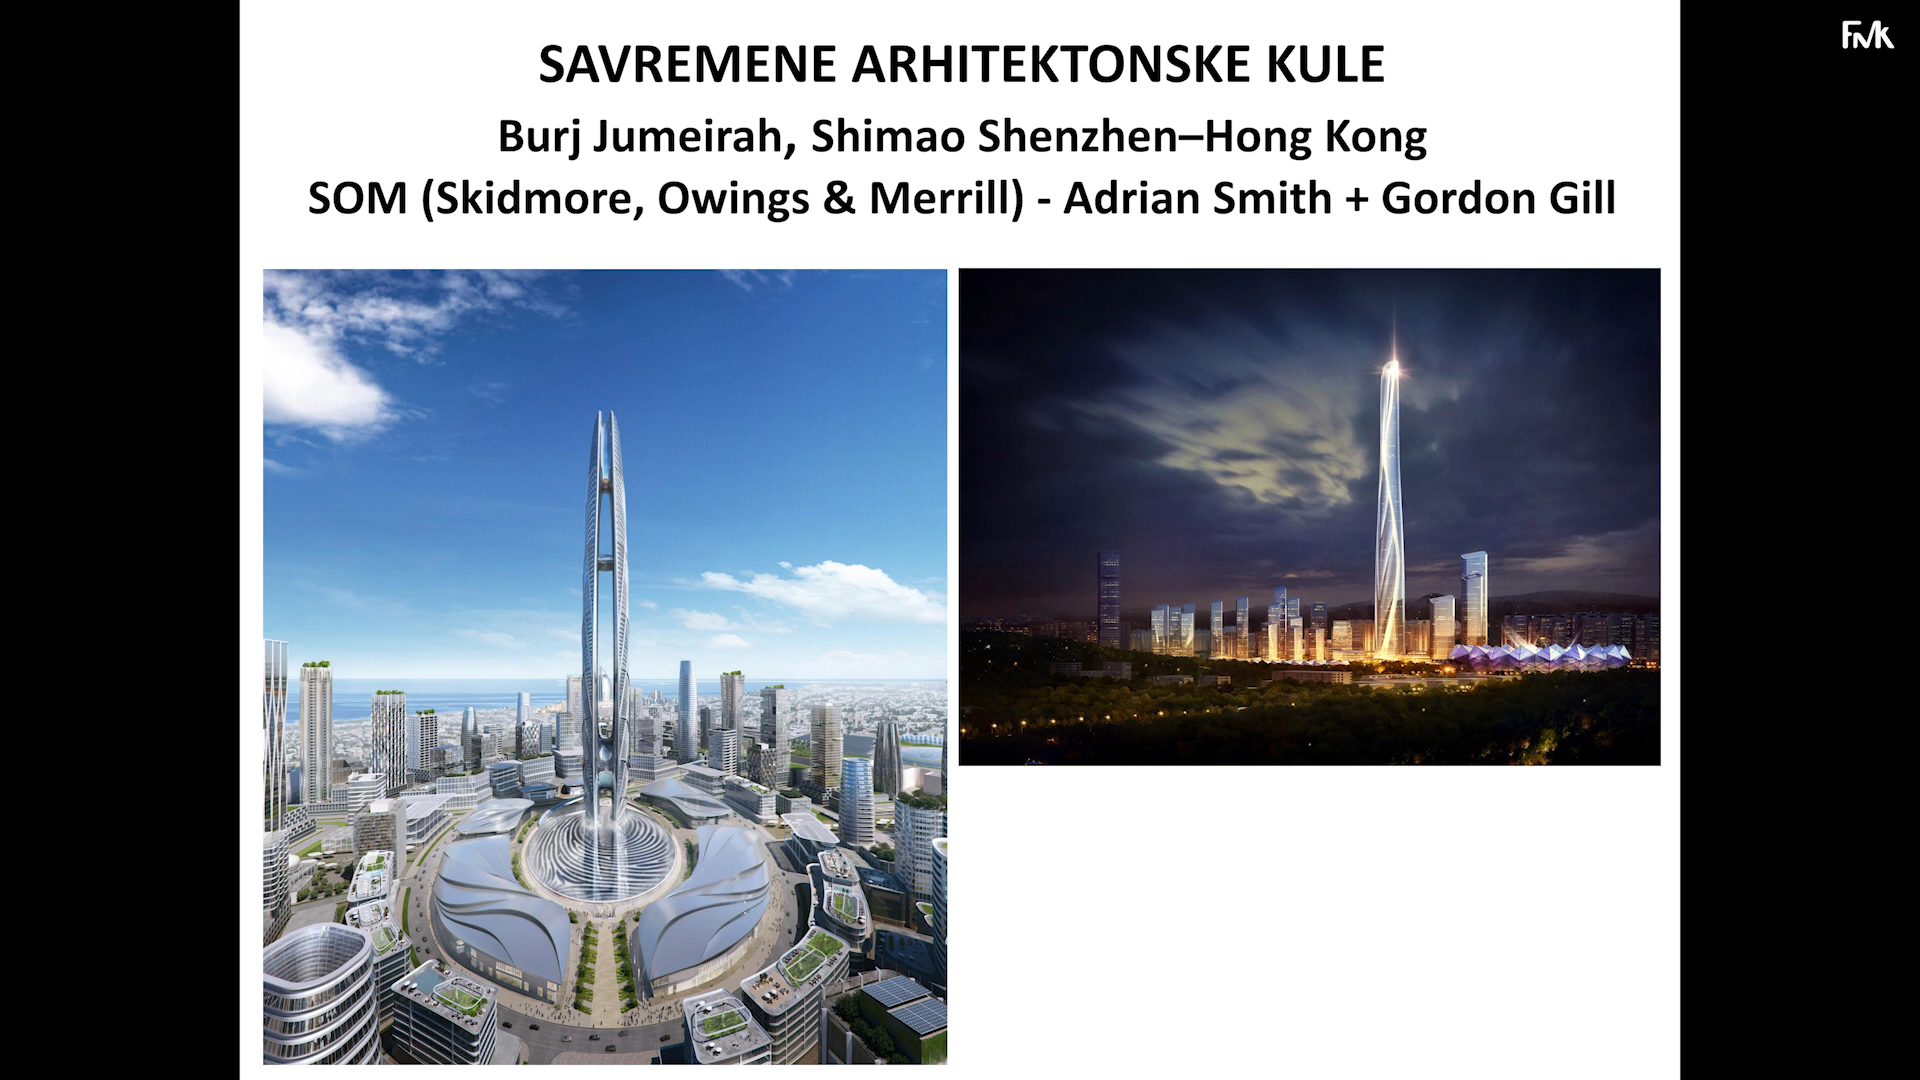 SAVREMENE ARHITEKTONSKE KULE
Burj Jumeirah, Shimao Shenzhen–Hong Kong
SOM (Skidmore, Owings & Merrill) - Adrian Smith + Gordon Gill
FMk